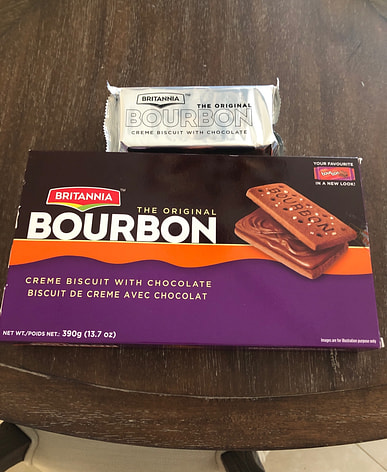 BRITANNIA™
THE ORIGINAL
BOURBON
CREME BISCUIT WITH CHOCOLATE
YOUR FAVOURITE
IN A NEW LOOK!
BRITANNIA™
THE ORIGINAL
BOURBON
BOURBON
CREME BISCUIT WITH CHOCOLATE
BISCUIT DE CREME AVEC CHOCOLAT
NET WT./POIDS NET.: 390g (13.7 oz)
Images are for illustration purpose only